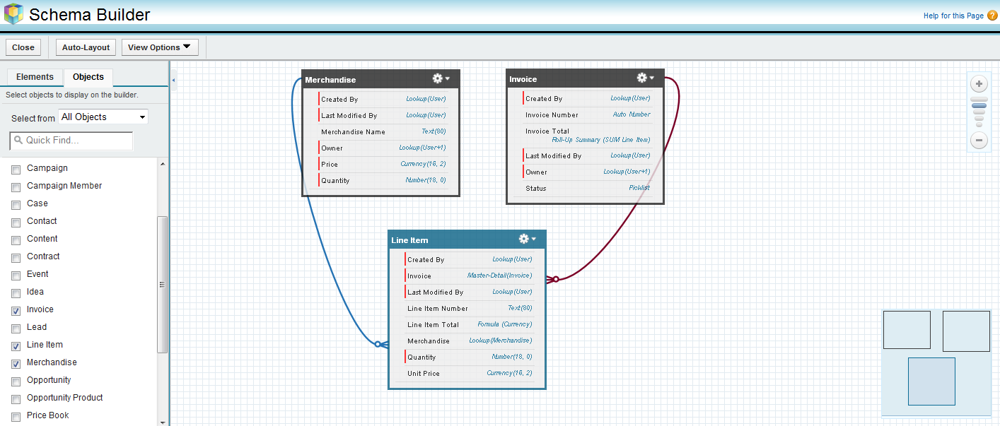 Schema Builder
Help for this Page ?
Close
Auto-Layout
View Options
Elements
Objects
Select objects to display on the builder.
Select from All Objects
Quick Find...
Campaign
Campaign Member
Case
Contact
Content
Contract
Event
Idea
Invoice
Lead
Line Item
Merchandise
Opportunity
Opportunity Product
Price Book
Merchandise
Created By Lookup(User)
Last Modified By Lookup(User)
Merchandise Name Text(80)
Owner Lookup(User+1)
Price Currency(16, 2)
Quantity Number(18, 0)
Invoice
Created By Lookup(User)
Invoice Number Auto Number
Invoice Total
Roll-Up Summary (SUM Line Item)
Last Modified By Lookup(User)
Owner Lookup(User+1)
Status Picklist
Line Item
Created By Lookup(User)
Invoice Master-Detail(Invoice)
Last Modified By Lookup(User)
Line Item Number Text(80)
Line Item Total Formula (Currency)
Merchandise Lookup(Merchandise)
Quantity Number(18, 0)
Unit Price Currency(16, 2)